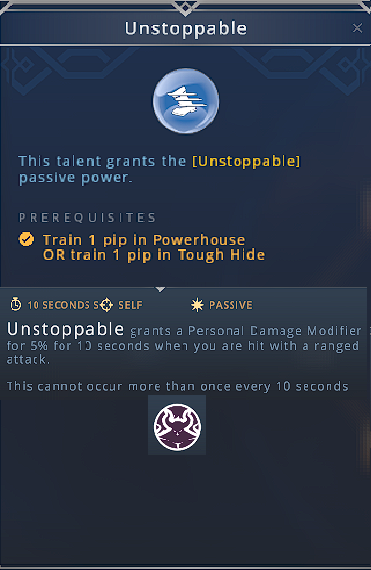 Unstoppable
This talent grants the [Unstoppable]
passive power.
PREREQUISITES
Train 1 pip in Powerhouse
OR train 1 pip in Tough Hide
10 SECONDS SELF PASSIVE
Unstoppable grants a Personal Damage Modifier
for 5% for 10 seconds when you are hit with a ranged
attack.
This cannot occur more than once every 10 seconds